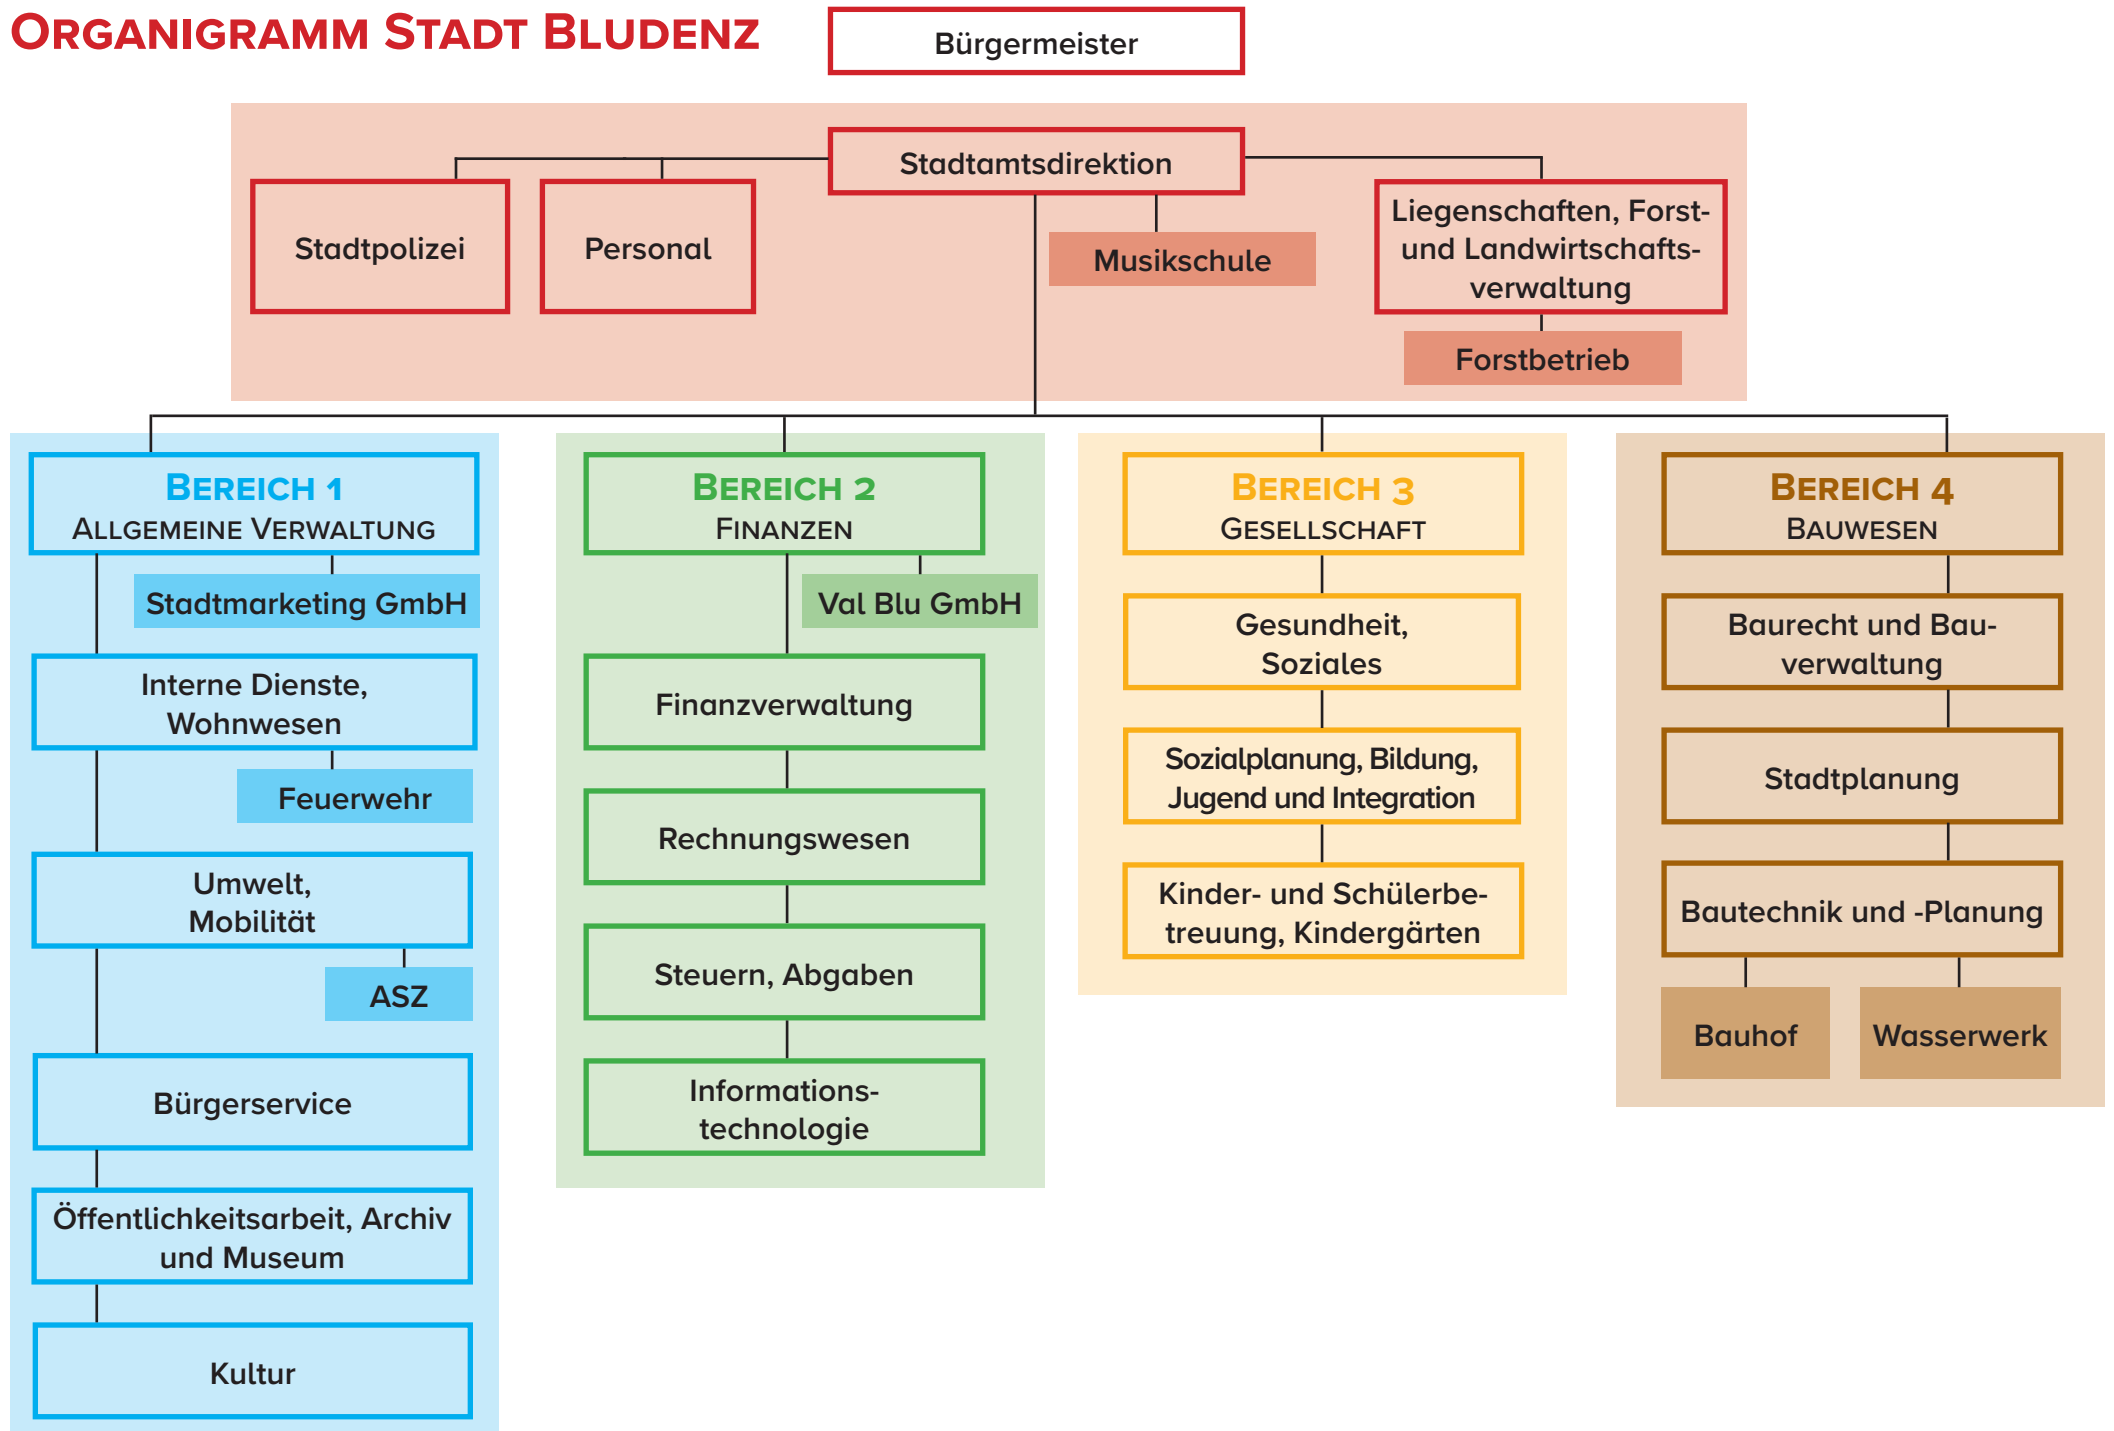 ORGANIGRAMM STADT BLUDENZ
Bürgermeister
Stadtamtsdirektion
Stadtpolizei
Personal
Musikschule
Liegenschaften, Forst-
und Landwirtschafts-
verwaltung
Forstbetrieb
BEREICH 1
ALLGEMEINE VERWALTUNG
Stadtmarketing GmbH
Interne Dienste,
Wohnwesen
Feuerwehr
Umwelt,
Mobilität
ASZ
Bürgerservice
Öffentlichkeitsarbeit, Archiv
und Museum
Kultur
BEREICH 2
FINANZEN
Val Blu GmbH
Finanzverwaltung
Rechnungswesen
Steuern, Abgaben
Informations-
technologie
BEREICH 3
GESELLSCHAFT
Gesundheit,
Soziales
Sozialplanung, Bildung,
Jugend und Integration
Kinder- und Schülerbe-
treuung, Kindergärten
BEREICH 4
BAUWESEN
Baurecht und Bau-
verwaltung
Stadtplanung
Bautechnik und -Planung
Bauhof
Wasserwerk